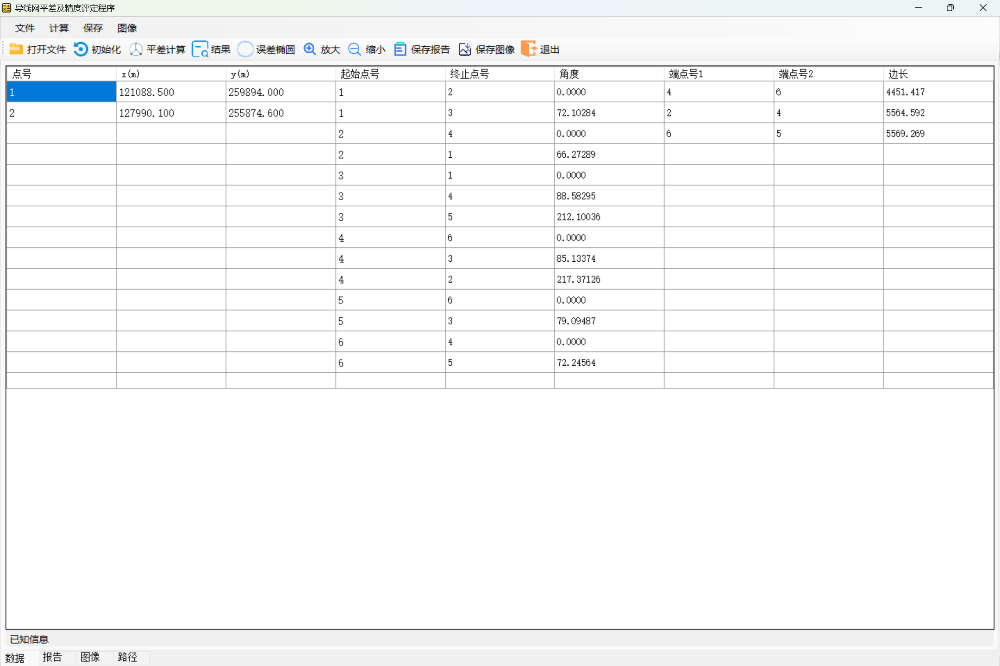 导线网平差及精度评定程序
文件 计算 保存 图像
打开文件 初始化 平差计算 结果 误差椭圆 放大 缩小 保存报告 保存图像 退出
点号 x(m) y(m) 起始点号 终止点号 角度 端点号1 端点号2 边长
1 121088.500 259894.000 1 2 0.0000 4 6 4451.417
2 127990.100 255874.600 1 3 72.10284 2 4 5564.592
2 4 0.0000 6 5 5569.269
2 1 66.27289
3 1 0.0000
3 4 88.58295
3 5 212.10036
4 6 0.0000
4 3 85.13374
4 2 217.37126
5 6 0.0000
5 3 79.09487
6 4 0.0000
6 5 72.24564
已知信息
数据 报告 图像 路径